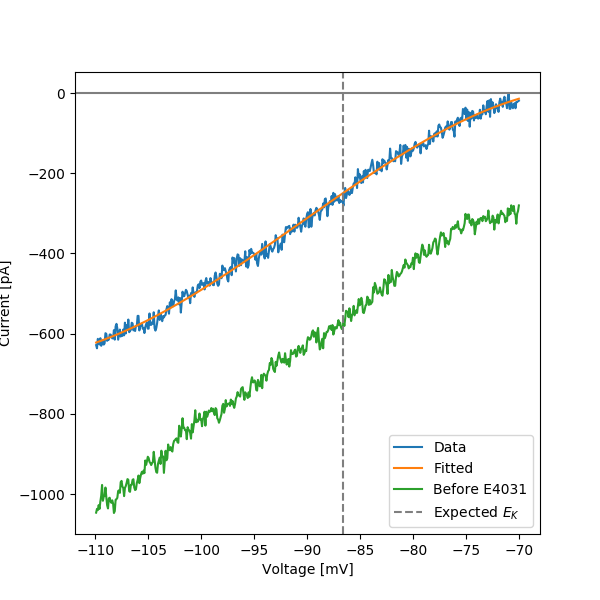 0
−200
−400
−600
−800
−1000
Current [pA]
−110
−105
−100
−95
−90
−85
−80
−75
−70
Voltage [mV]
Data
Fitted
Before E4031
Expected E_K